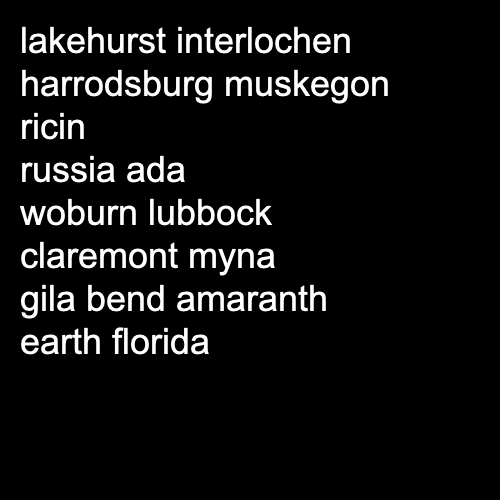 lakehurst interlochen
harrodsburg muskegon
ricin
russia ada
woburn lubbock
claremont myna
gila bend amaranth
earth florida